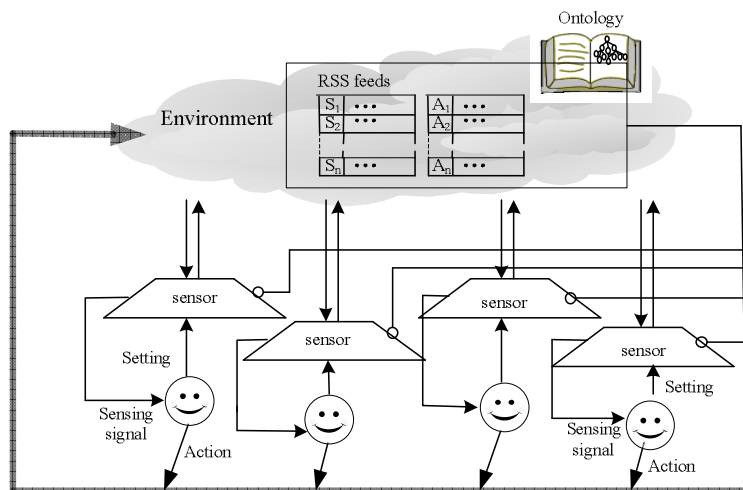 Ontology
RSS feeds
Environment
S1 ••• A1 •••
S2 ••• A2 •••
Sn ••• An •••
sensor
sensor
sensor
sensor
Setting
Setting
Sensing
signal
Action
Sensing
signal
Action